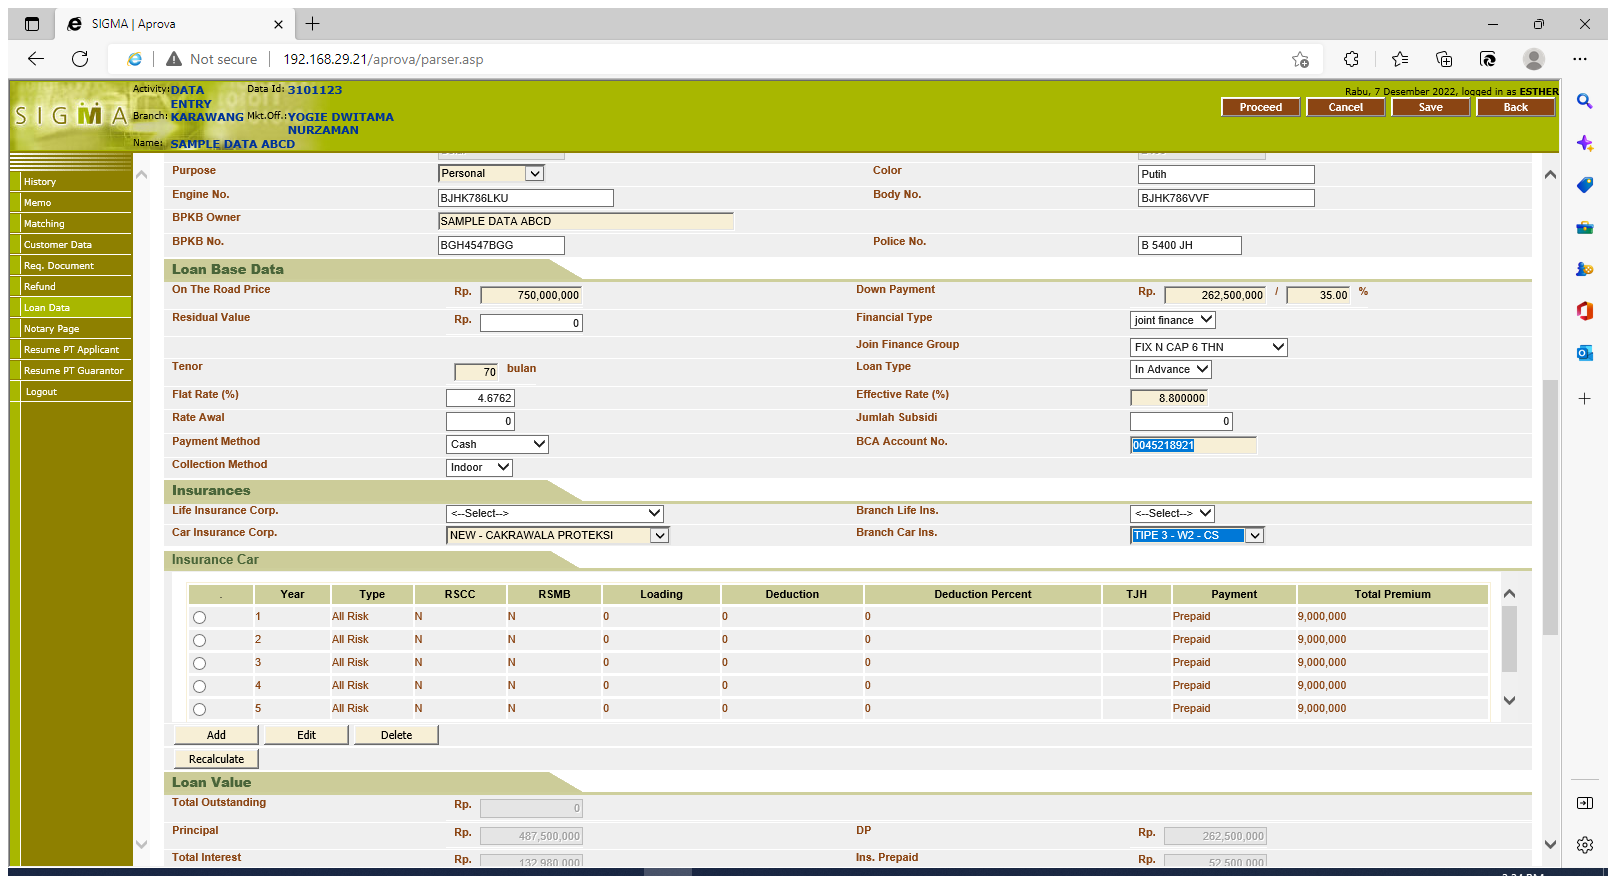 SIGMA | Aprova
Not secure 192.168.29.21/aprova/parser.asp
SIGMA
Activity: DATA ENTRY Data Id: 3101123
Branch: KARAWANG Mkt.Off.: YOGIE DWITAMA NURZAMAN
Name: SAMPLE DATA ABCD
Rabu, 7 Desember 2022, logged in as ESTHER
Proceed Cancel Save Back
History
Memo
Matching
Customer Data
Req. Document
Refund
Loan Data
Notary Page
Resume PT Applicant
Resume PT Guarantor
Logout
Purpose Personal Color Putih
Engine No. BJHK786LKU Body No. BJHK786VVF
BPKB Owner SAMPLE DATA ABCD
BPKB No. BGH4547BGG Police No. B 5400 JH
Loan Base Data
On The Road Price Rp. 750,000,000 Down Payment Rp. 262,500,000 / 35.00 %
Residual Value Rp. 0 Financial Type joint finance
Join Finance Group FIX N CAP 6 THN
Tenor 70 bulan Loan Type In Advance
Flat Rate (%) 4.6762 Effective Rate (%) 8.800000
Rate Awal 0 Jumlah Subsidi 0
Payment Method Cash BCA Account No. 0045218921
Collection Method Indoor
Insurances
Life Insurance Corp. <--Select--> Branch Life Ins. <--Select-->
Car Insurance Corp. NEW - CAKRAWALA PROTEKSI Branch Car Ins. TIPE 3 - W2 - CS
Insurance Car
. Year Type RSCC RSMB Loading Deduction Deduction Percent TJH Payment Total Premium
1 All Risk N N 0 0 0 Prepaid 9,000,000
2 All Risk N N 0 0 0 Prepaid 9,000,000
3 All Risk N N 0 0 0 Prepaid 9,000,000
4 All Risk N N 0 0 0 Prepaid 9,000,000
5 All Risk N N 0 0 0 Prepaid 9,000,000
Add Edit Delete
Recalculate
Loan Value
Total Outstanding Rp. 0
Principal Rp. 487,500,000 DP Rp. 262,500,000
Total Interest Rp. 132,980,000 Ins. Prepaid Rp. 52,500,000